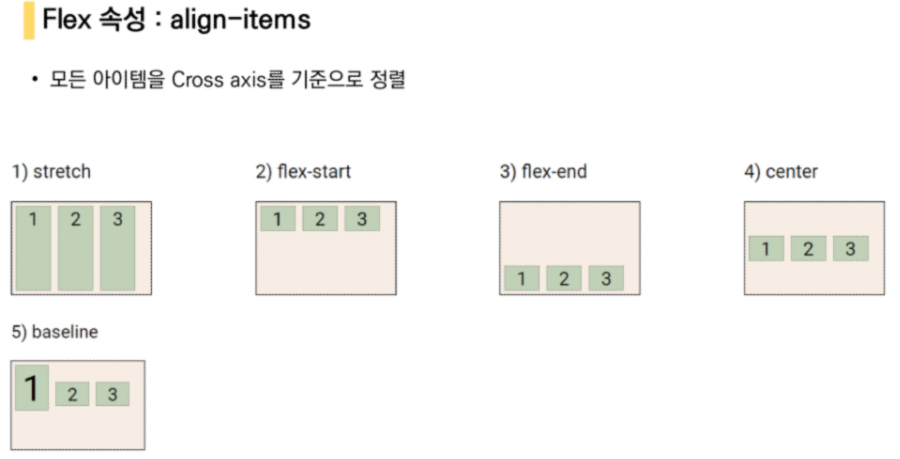 Flex 속성 : align-items
• 모든 아이템을 Cross axis를 기준으로 정렬
1) stretch 2) flex-start 3) flex-end 4) center
1 2 3 1 2 3 1 2 3 1 2 3
5) baseline
1 2 3